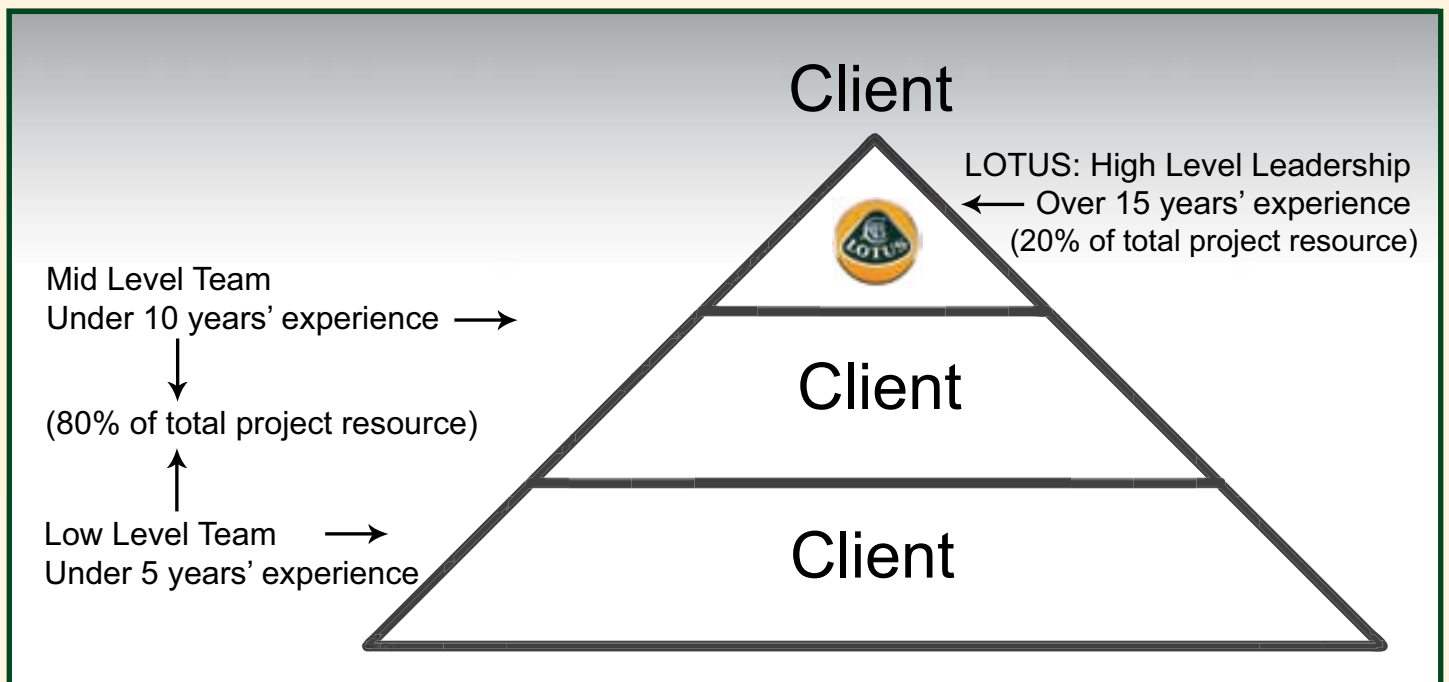 Client
LOTUS: High Level Leadership
Over 15 years’ experience
(20% of total project resource)
LOTUS
Mid Level Team
Under 10 years’ experience
Client
(80% of total project resource)
Low Level Team
Under 5 years’ experience
Client